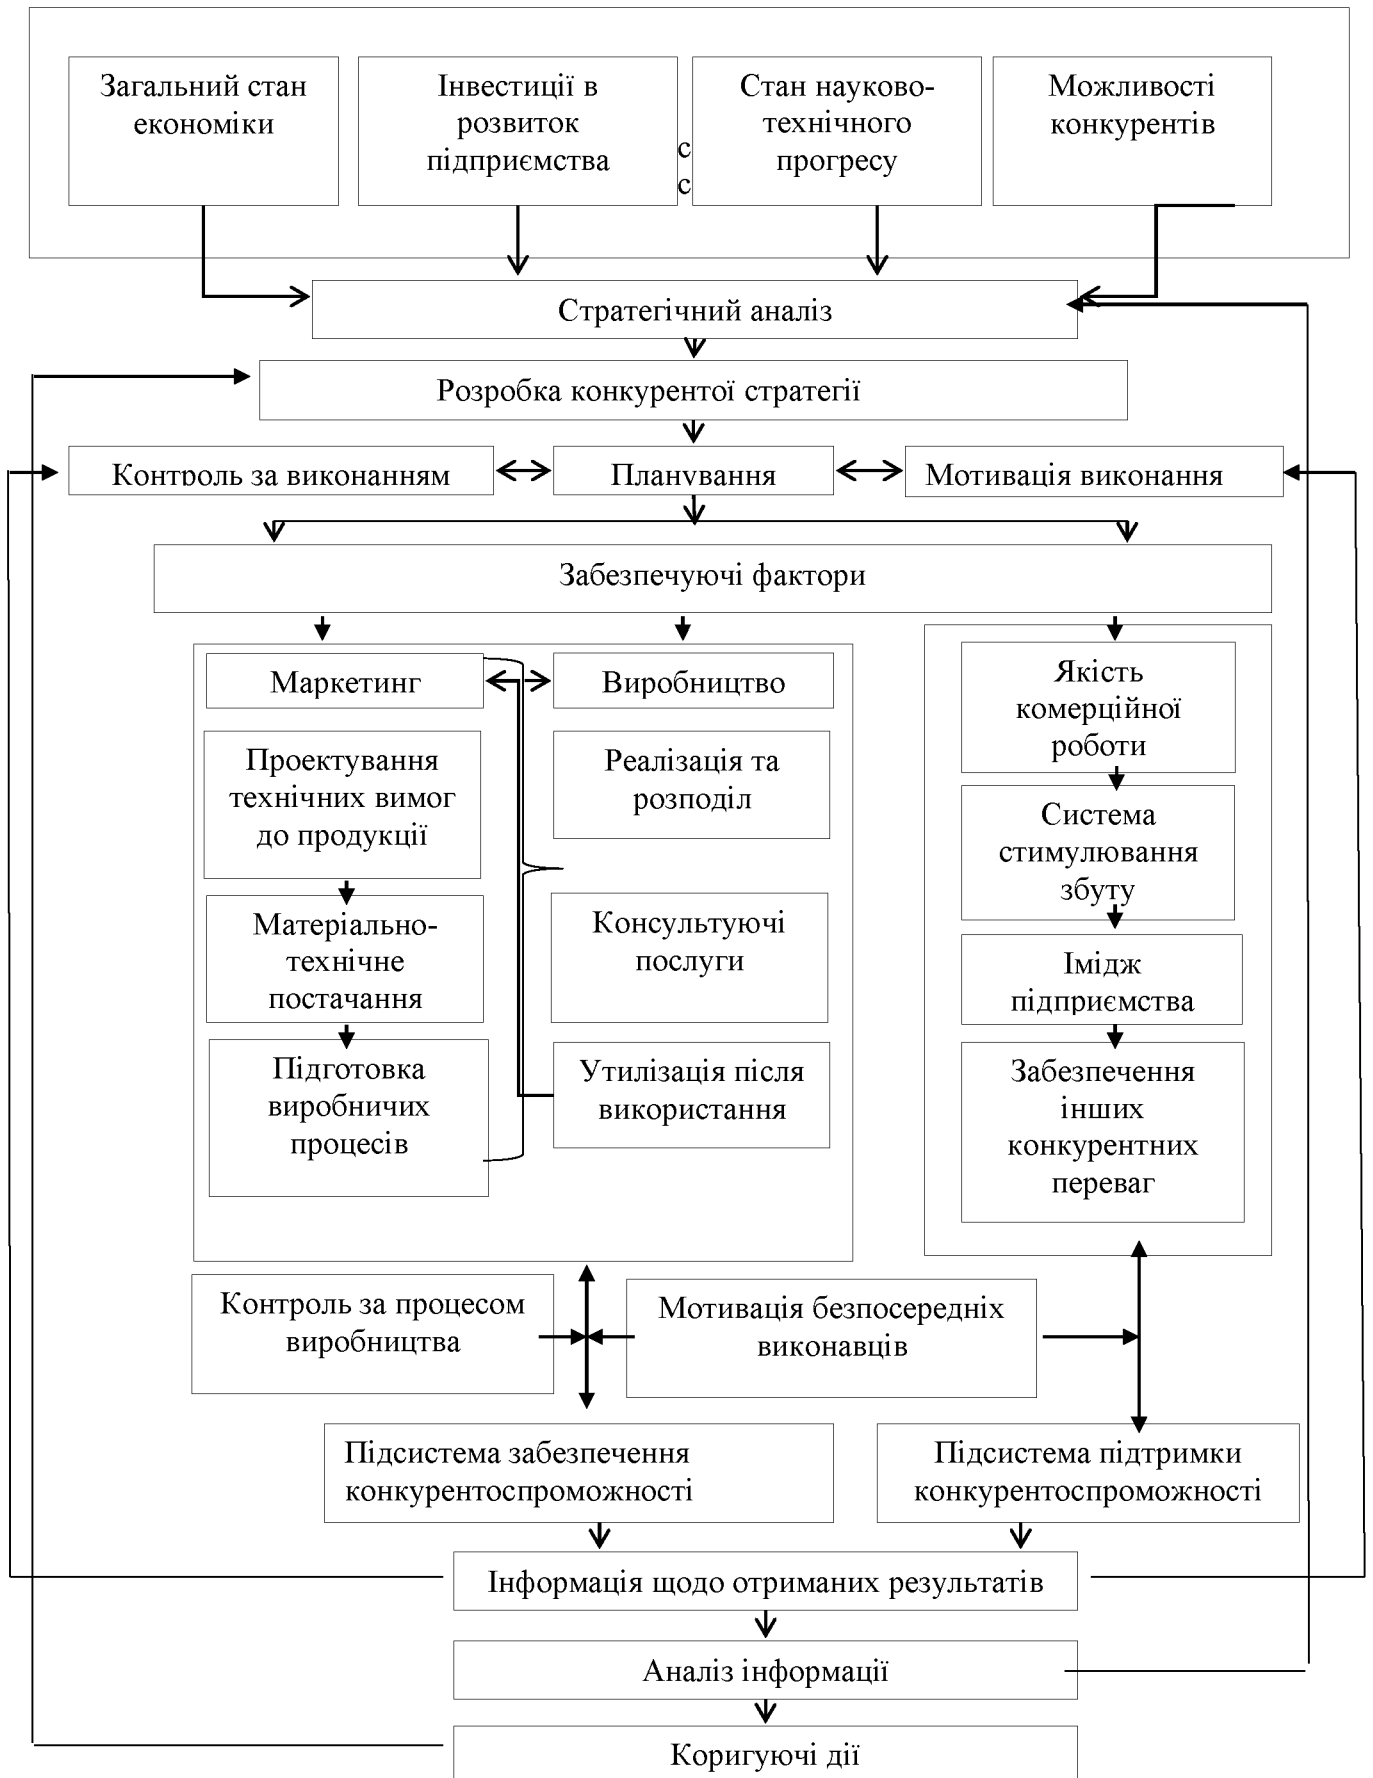 Загальний стан
економіки
Інвестиції в
розвиток
підприємства
с
с
Стан науково-
технічного
прогресу
Можливості
конкурентів
Стратегічний аналіз
Розробка конкурентої стратегії
Контроль за виконанням
Планування
Мотивація виконання
Забезпечуючі фактори
Маркетинг
Виробництво
Проектування
технічних вимог
до продукції
Реалізація та
розподіл
Матеріально-
технічне
постачання
Консультуючі
послуги
Підготовка
виробничих
процесів
Утилізація після
використання
Якість
комерційної
роботи
Система
стимулювання
збуту
Імідж
підприємства
Забезпечення
інших
конкурентних
переваг
Контроль за процесом
виробництва
Мотивація безпосередніх
виконавців
Підсистема забезпечення
конкурентоспроможності
Підсистема підтримки
конкурентоспроможності
Інформація щодо отриманих результатів
Аналіз інформації
Коригуючі дії